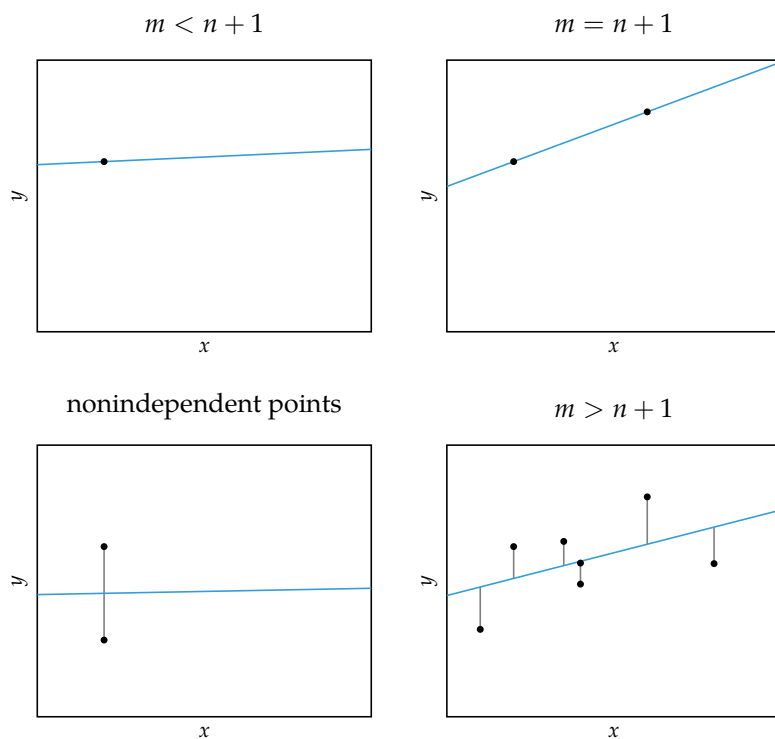 m < n + 1
m = n + 1
y
x
y
x
nonindependent points
m > n + 1
y
x
y
x